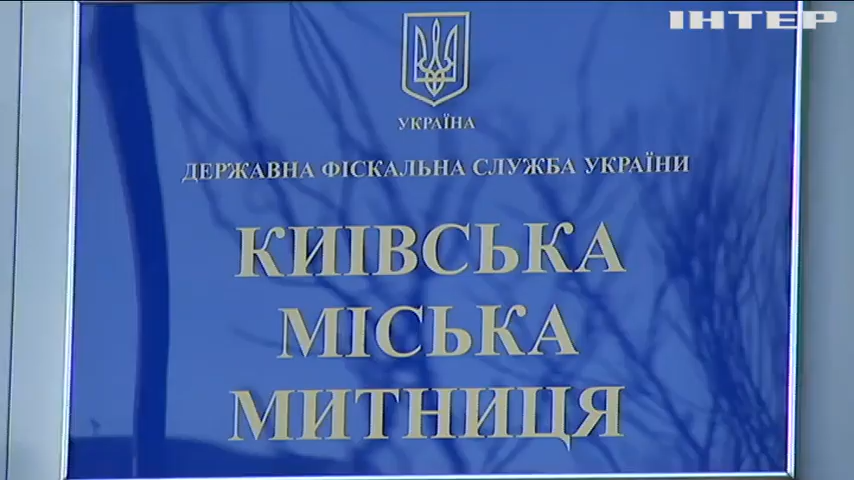 ІНТЕР
УКРАЇНА
ДЕРЖАВНА ФІСКАЛЬНА СЛУЖБА УКРАЇНИ
КИЇВСЬКА
МІСЬКА
МИТНИЦЯ